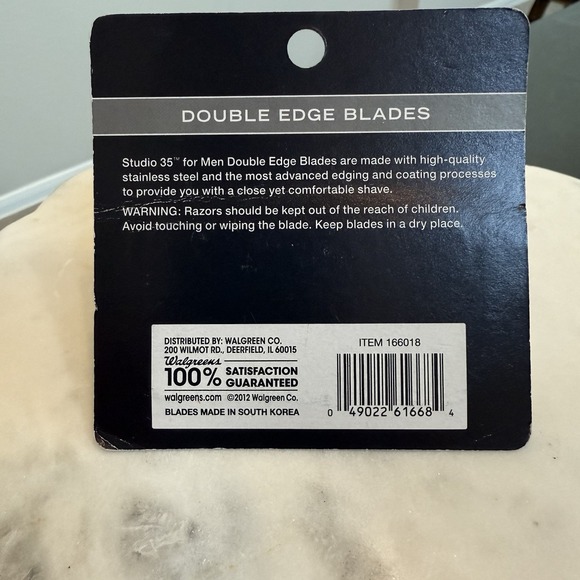 DOUBLE EDGE BLADES
Studio 35™ for Men Double Edge Blades are made with high-quality
stainless steel and the most advanced edging and coating processes
to provide you with a close yet comfortable shave.
WARNING: Razors should be kept out of the reach of children.
Avoid touching or wiping the blade. Keep blades in a dry place.
DISTRIBUTED BY: WALGREEN CO.
200 WILMOT RD., DEERFIELD, IL 60015
Walgreens
100% SATISFACTION
GUARANTEED
walgreens.com ©2012 Walgreen Co.
BLADES MADE IN SOUTH KOREA
ITEM 166018
0 49022 61668 4